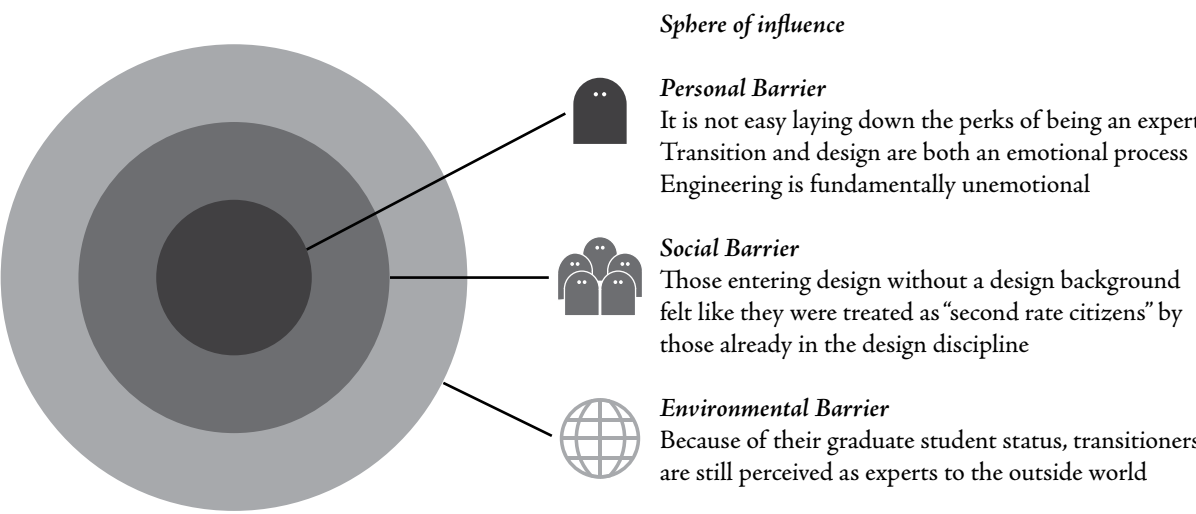 Sphere of influence
Personal Barrier
It is not easy laying down the perks of being an expert
Transition and design are both an emotional process
Engineering is fundamentally unemotional
Social Barrier
Those entering design without a design background
felt like they were treated as “second rate citizens” by
those already in the design discipline
Environmental Barrier
Because of their graduate student status, transitioners
are still perceived as experts to the outside world